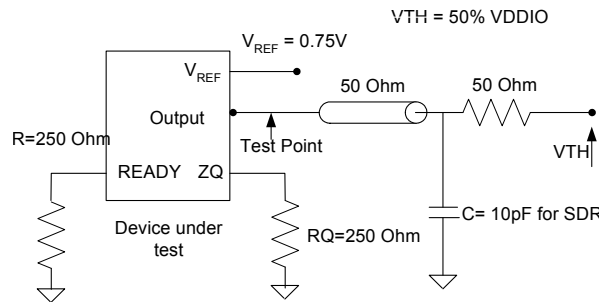 VTH = 50% VDDIO
V_REF = 0.75V
V_REF
50 Ohm
50 Ohm
Output
R=250 Ohm
Test Point
VTH
READY ZQ
C= 10pF for SDR
Device under
test
RQ=250 Ohm